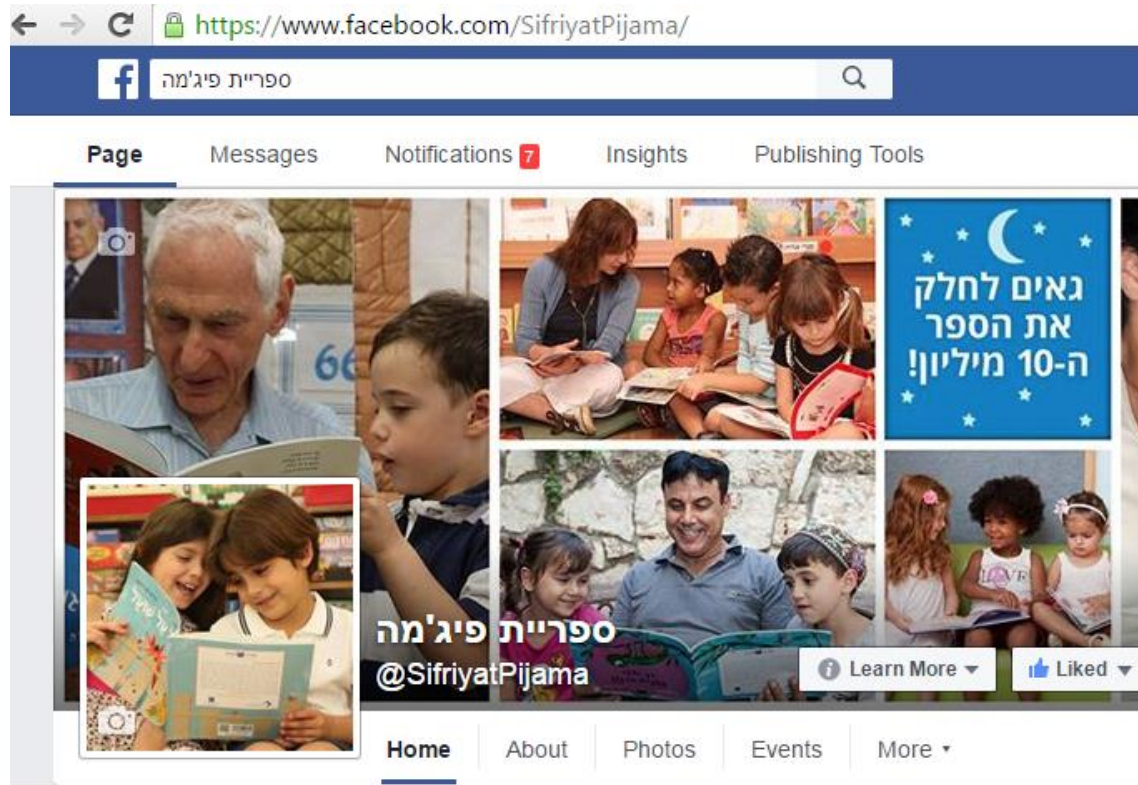 https://www.facebook.com/SifriyatPijama/
f ספריית פיג'מה
Page Messages Notifications 7 Insights Publishing Tools
66
גאים לחלק
את הספר
ה-10 מיליון!
ספריית פיג'מה
@SifriyatPijama
Learn More
Liked
Home About Photos Events More